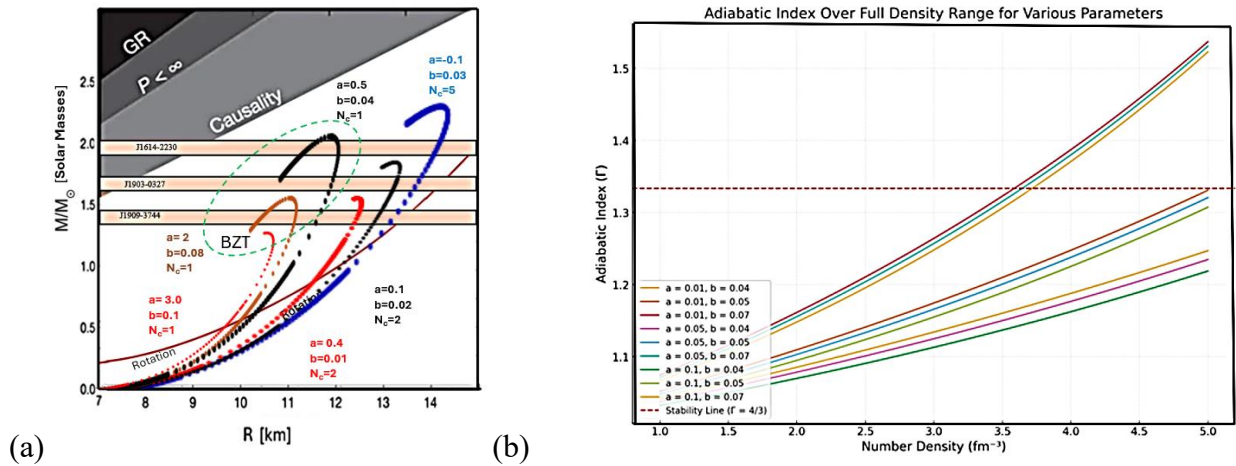 GR
P < ∞
Causality
M/M☉ [Solar Masses]
2.5
2.0
1.5
1.0
0.5
0.0
J1614-2230
J1903-0327
J1909-3744
a=0.5
b=0.04
N_c=1
a=-0.1
b=0.03
N_c=5
BZT
a= 2
b=0.08
N_c=1
a= 3.0
b=0.1
N_c=1
a= 0.4
b=0.01
N_c=2
a=0.1
b=0.02
N_c=2
Rotation
Rotation
7 8 9 10 11 12 13 14
R [km]
(a)
Adiabatic Index Over Full Density Range for Various Parameters
Adiabatic Index (Γ)
1.5
1.4
1.3
1.2
1.1
a = 0.01, b = 0.04
a = 0.01, b = 0.05
a = 0.01, b = 0.07
a = 0.05, b = 0.04
a = 0.05, b = 0.05
a = 0.05, b = 0.07
a = 0.1, b = 0.04
a = 0.1, b = 0.05
a = 0.1, b = 0.07
Stability Line (Γ = 4/3)
1.0 1.5 2.0 2.5 3.0 3.5 4.0 4.5 5.0
Number Density (fm⁻³)
(b)